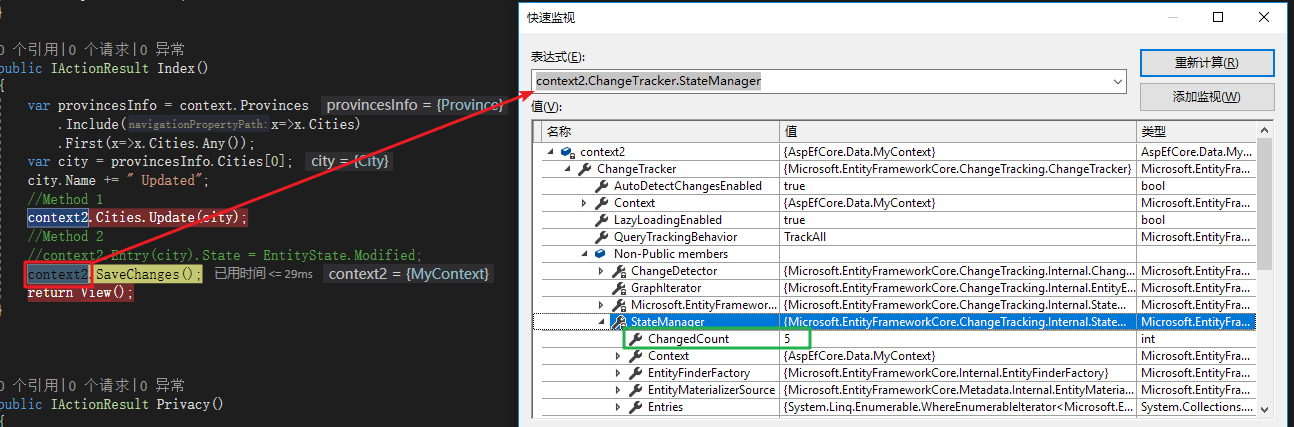 }
0 个引用|0 个请求|0 异常
public IActionResult Index()
{
var provincesInfo = context.Provinces provincesInfo = {Province}
.Include(navigationPropertyPath:x=>x.Cities)
.First(x=>x.Cities.Any());
var city = provincesInfo.Cities[0]; city = {City}
city.Name += " Updated";
//Method 1
context2.Cities.Update(city);
//Method 2
//context2.Entry(city).State = EntityState.Modified;
context2.SaveChanges(); 已用时间<=29ms context2 = {MyContext}
return View();
}
0 个引用|0 个请求|0 异常
public IActionResult Privacy()
{
快速监视
表达式(E):
context2.ChangeTracker.StateManager
重新计算(R)
添加监视(W)
值(V):
名称 值 类型
context2 {AspEfCore.Data.MyContext} AspEfCore.Data.My...
ChangeTracker {Microsoft.EntityFrameworkCore.ChangeTracking.ChangeTracker} Microsoft.EntityFra...
AutoDetectChangesEnabled true bool
Context {AspEfCore.Data.MyContext} Microsoft.EntityFra...
LazyLoadingEnabled true bool
QueryTrackingBehavior TrackAll Microsoft.EntityFra...
Non-Public members
ChangeDetector {Microsoft.EntityFrameworkCore.ChangeTracking.Internal.Chang... Microsoft.EntityFra...
GraphIterator {Microsoft.EntityFrameworkCore.ChangeTracking.Internal.EntityE... Microsoft.EntityFra...
Microsoft.EntityFramewor... {Microsoft.EntityFrameworkCore.ChangeTracking.Internal.State... Microsoft.EntityFra...
StateManager {Microsoft.EntityFrameworkCore.ChangeTracking.Internal.State... Microsoft.EntityFra...
ChangedCount 5 int
Context {AspEfCore.Data.MyContext} Microsoft.EntityFra...
EntityFinderFactory {Microsoft.EntityFrameworkCore.Internal.EntityFinderFactory} Microsoft.EntityFra...
EntityMaterializerSource {Microsoft.EntityFrameworkCore.Metadata.Internal.EntityMateria... Microsoft.EntityFra...
Entries {System.Linq.Enumerable.WhereEnumerableIterator<Microsoft.E... System.Collections....